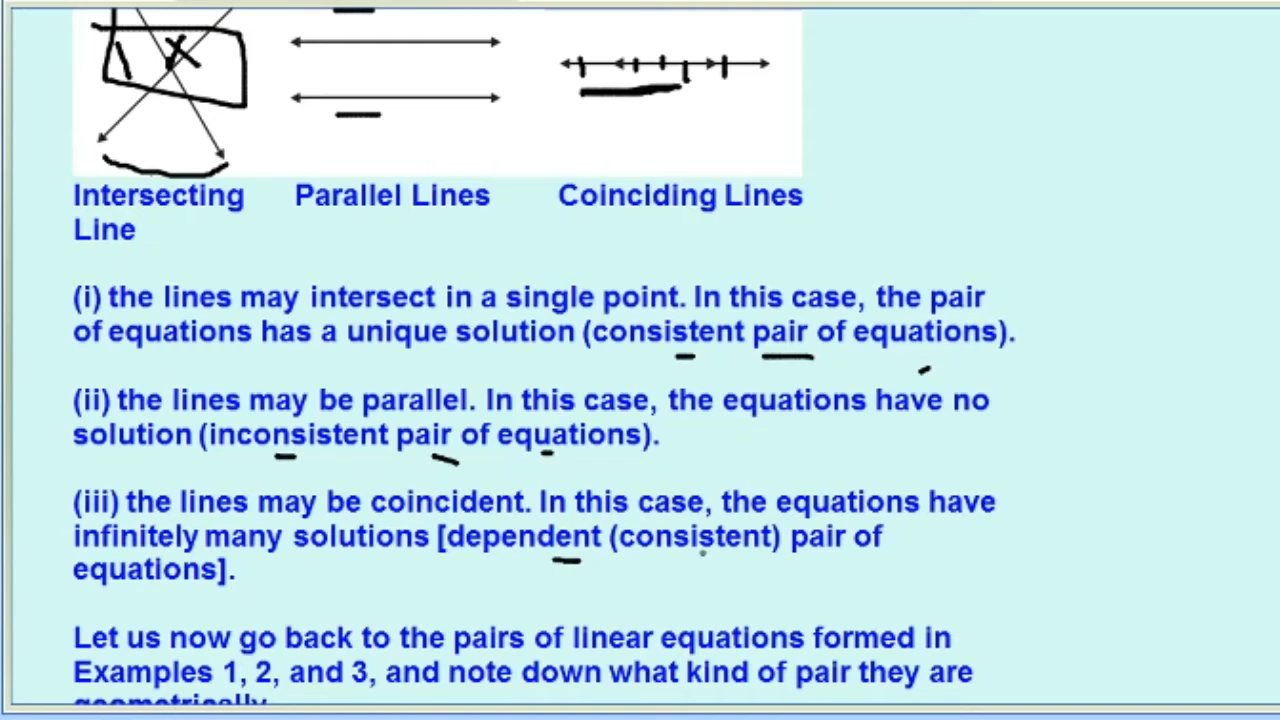 Intersecting Parallel Lines Coinciding Lines
Line
(i) the lines may intersect in a single point. In this case, the pair
of equations has a unique solution (consistent pair of equations).
(ii) the lines may be parallel. In this case, the equations have no
solution (inconsistent pair of equations).
(iii) the lines may be coincident. In this case, the equations have
infinitely many solutions [dependent (consistent) pair of
equations].
Let us now go back to the pairs of linear equations formed in
Examples 1, 2, and 3, and note down what kind of pair they are
geometrically